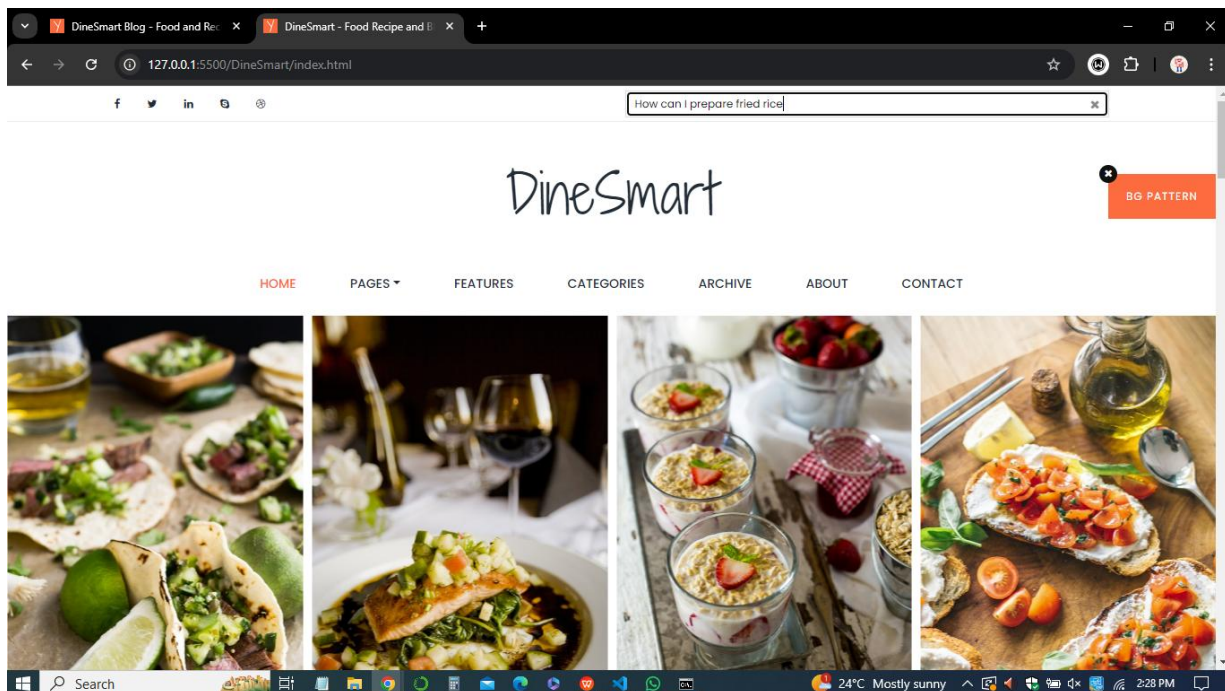 DineSmart Blog - Food and Rec
DineSmart - Food Recipe and B
127.0.0.1:5500/DineSmart/index.html
How can I prepare fried rice
DineSmart
BG PATTERN
HOME PAGES FEATURES CATEGORIES ARCHIVE ABOUT CONTACT
Search
24°C Mostly sunny
2:28 PM